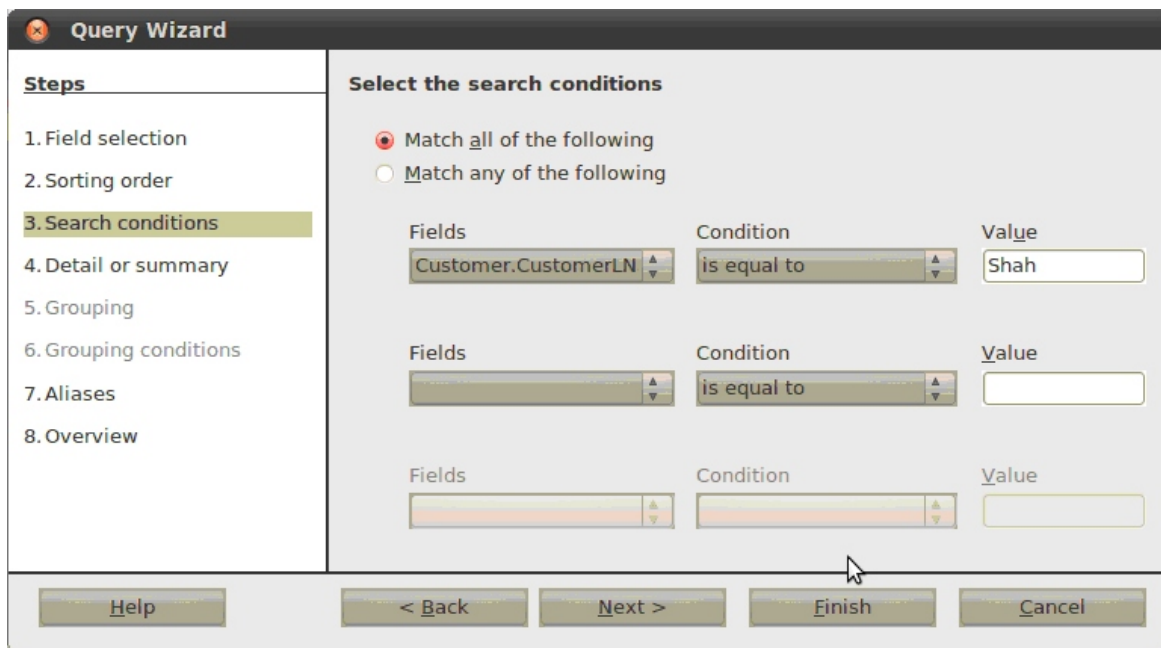 Query Wizard
Steps
1. Field selection
2. Sorting order
3. Search conditions
4. Detail or summary
5. Grouping
6. Grouping conditions
7. Aliases
8. Overview
Select the search conditions
Match all of the following
Match any of the following
Fields Condition Value
Customer.CustomerLN is equal to Shah
Fields Condition Value
is equal to
Fields Condition Value
Help < Back Next > Finish Cancel